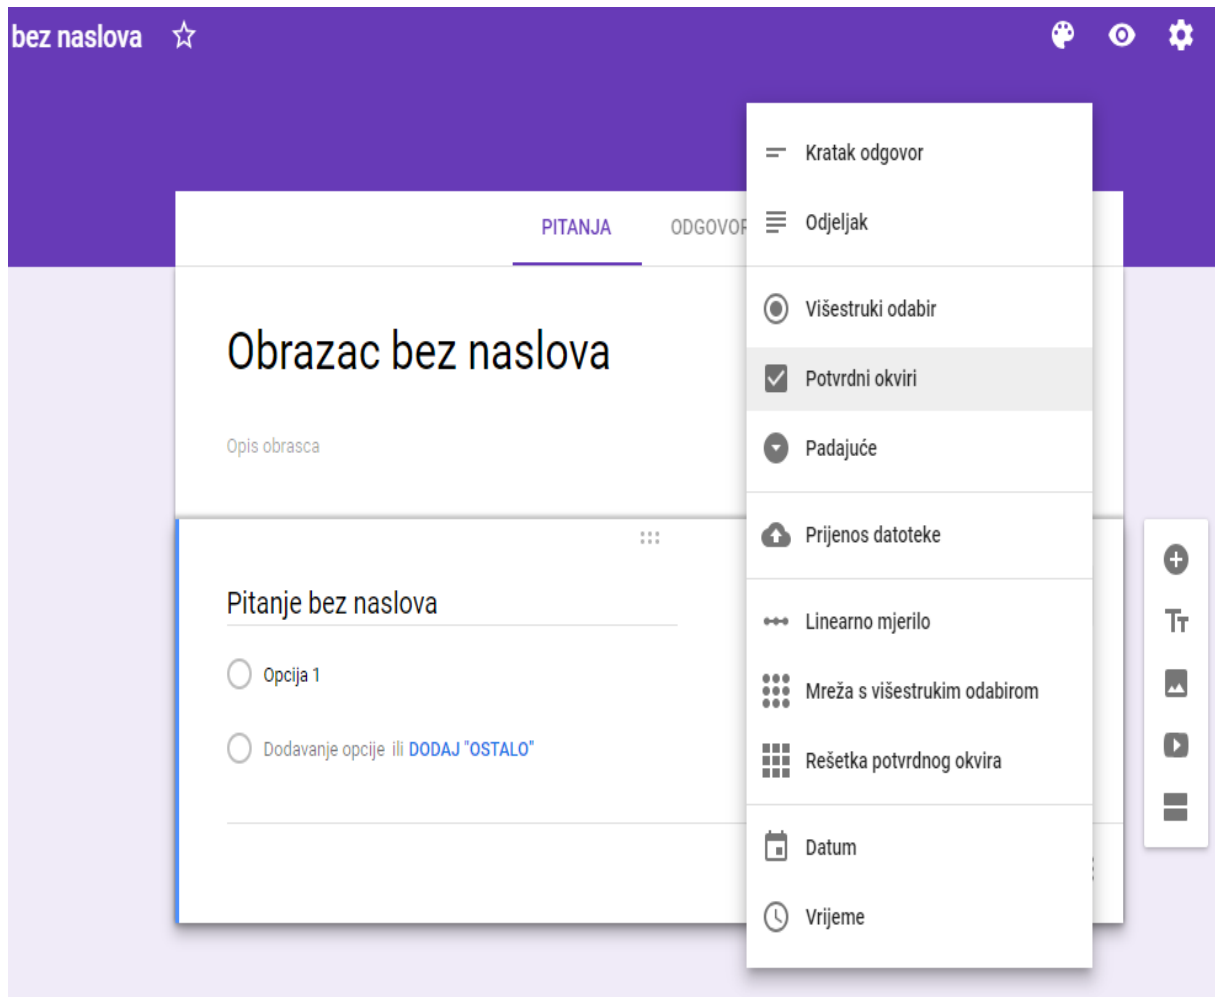 bez naslova
PITANJA
ODGOVOR
Obrazac bez naslova
Opis obrasca
Pitanje bez naslova
Opcija 1
Dodavanje opcije ili DODAJ "OSTALO"
Kratak odgovor
Odjeljak
Višestruki odabir
Potvrdni okviri
Padajuće
Prijenos datoteke
Linearno mjerilo
Mreža s višestrukim odabirom
Rešetka potvrdnog okvira
Datum
Vrijeme
Tт